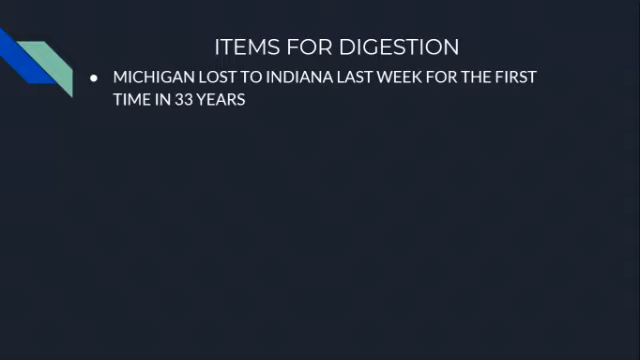 ITEMS FOR DIGESTION
● MICHIGAN LOST TO INDIANA LAST WEEK FOR THE FIRST
TIME IN 33 YEARS